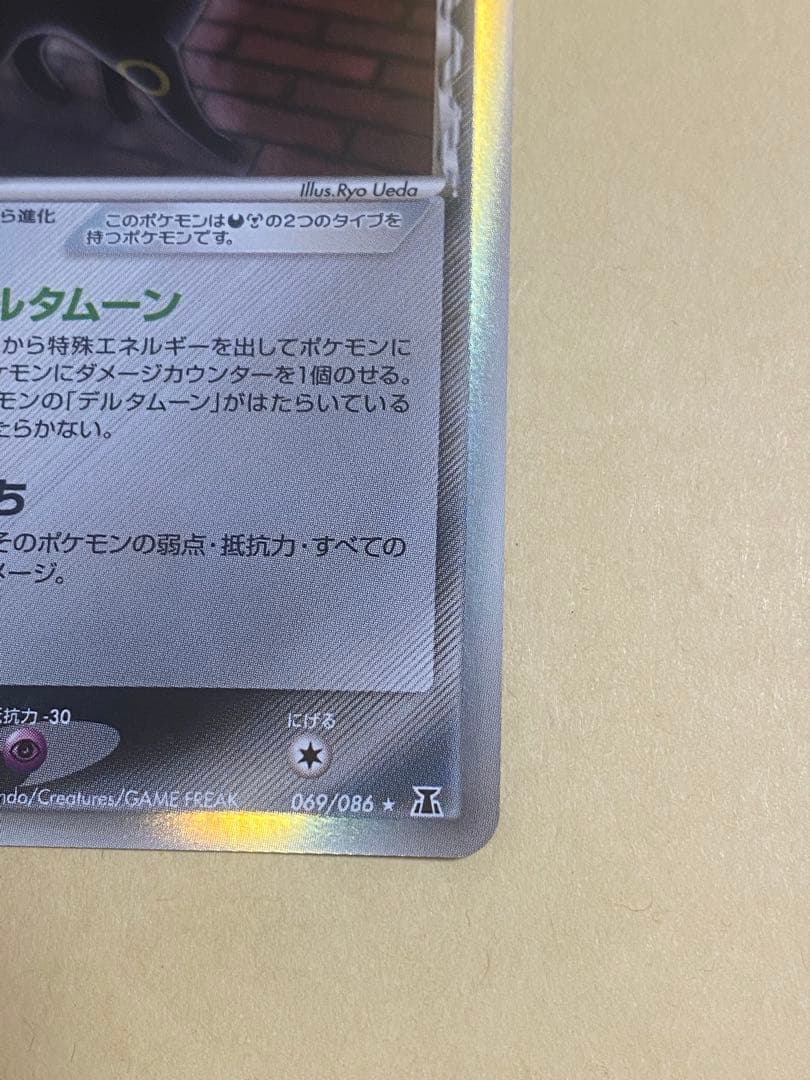 Illus.Ryo Ueda
ら進化
このポケモンはの2つのタイプを
持つポケモンです。
ルタムーン
から特殊エネルギーを出してポケモンに
ケモンにダメージカウンターを1個のせる。
モンの「デルタムーン」がはたらいている
たらかない。
ち
そのポケモンの弱点・抵抗力・すべての
メージ。
抵抗力 -30
にげる
ndo/Creatures/GAME FREAK
069/086 ★